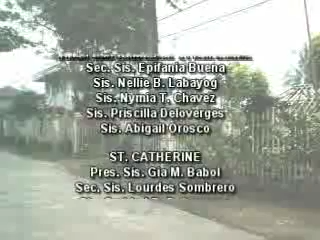 Sec. Sis. Epifania Buena
Sis. Nellie B. Labayog
Sis. Nymia T. Chavez
Sis. Priscilla Deloverges
Sis. Abigail Orosco
ST. CATHERINE
Pres. Sis. Gia M. Baboi
Sec. Sis. Lourdes Sombrero